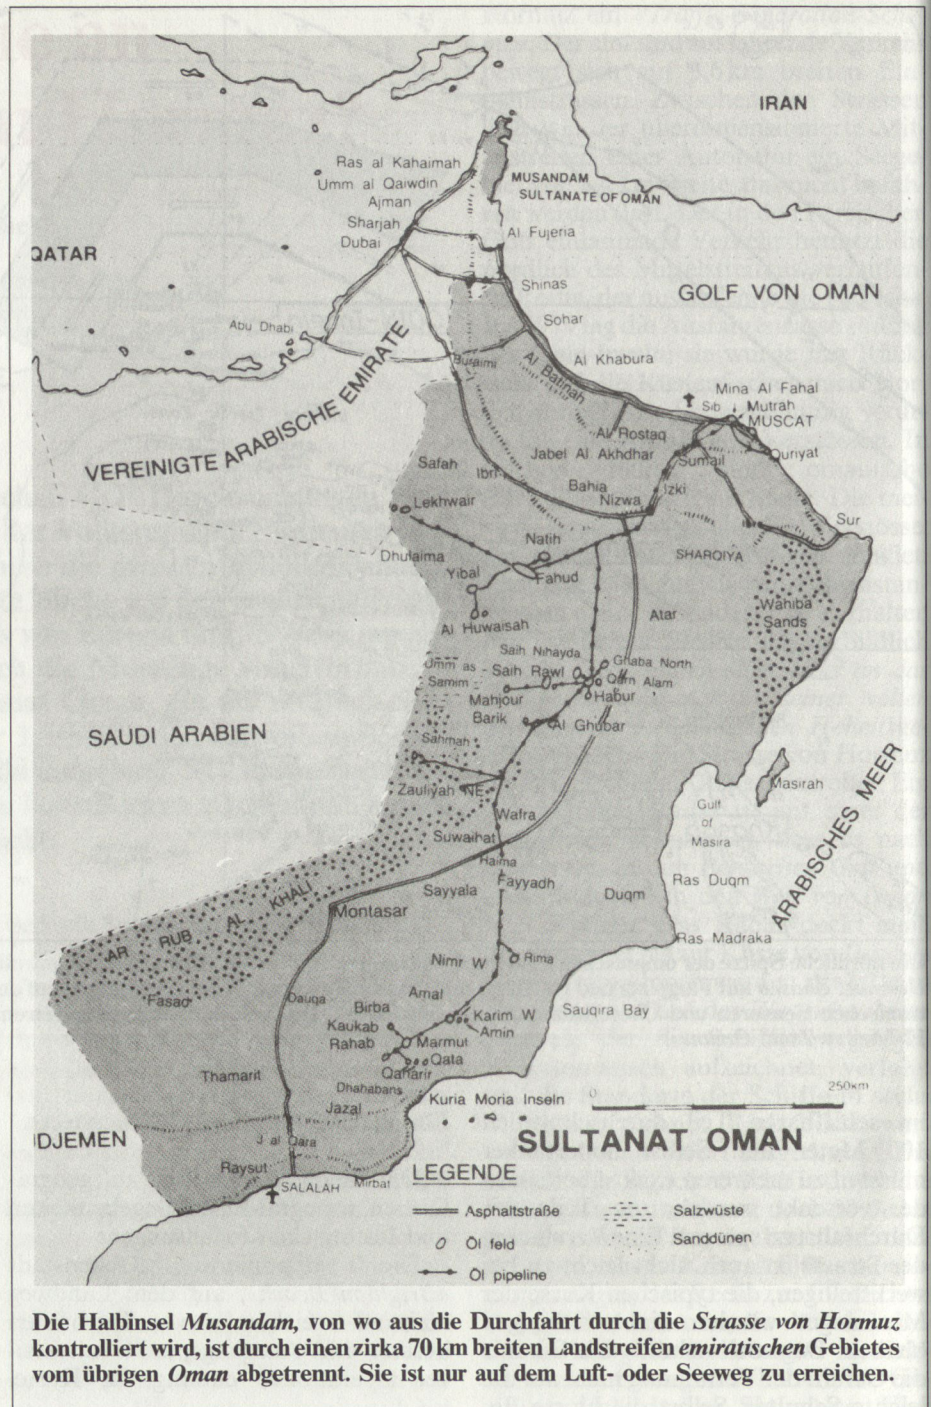 IRAN
Ras al Kahaimah
MUSANDAM
SULTANATE OF OMAN
Umm al Qaiwdin
Ajman
Sharjah
Dubai
Al Fujeria
QATAR
Shinas
GOLF VON OMAN
Sohar
Abu Dhabi
Buraimi
Al Batinah
Al Khabura
Mina Al Fahal
Sib
Mutrah
MUSCAT
VEREINIGTE ARABISCHE EMIRATE
Al Rostaq
Jabel Al Akhdhar
Sumail
Quriyat
Safah
Ibri
Bahia
Izki
Nizwa
Lekhwair
Sur
Natih
Dhulaima
SHARQIYA
Yibal
Fahud
Wahiba
Sands
Atar
Al Huwaisah
Saih Nihayda
Ghaba North
Umm as
Samim
Saih Rawl
Qarn Alam
Mahjour
Habur
Barik
Al Ghubar
SAUDI ARABIEN
Sahmah
Masirah
Zauliyah NE
Gulf
of
Masira
Wafra
ARABISCHES MEER
Suwaihat
Haima
Fayyadh
Sayyala
Ras Duqm
Duqm
AR RUB AL KHALI
Montasar
Ras Madraka
Nimr W
Rima
Fasad
Dauqa
Amal
Birba
Karim W
Sauqira Bay
Kaukab
Amin
Rahab
Marmul
Qata
Qaharir
Thamarit
Dhahabans
250km
0
Kuria Moria Inseln
Jazal
DJEMEN
J al Qara
SULTANAT OMAN
Raysut
LEGENDE
SALALAH
Mirbat
Asphaltstraße
Salzwüste
Öl feld
Sanddünen
Öl pipeline
Die Halbinsel Musandam, von wo aus die Durchfahrt durch die Strasse von Hormuz
kontrolliert wird, ist durch einen zirka 70 km breiten Landstreifen emiratischen Gebietes
vom übrigen Oman abgetrennt. Sie ist nur auf dem Luft- oder Seeweg zu erreichen.